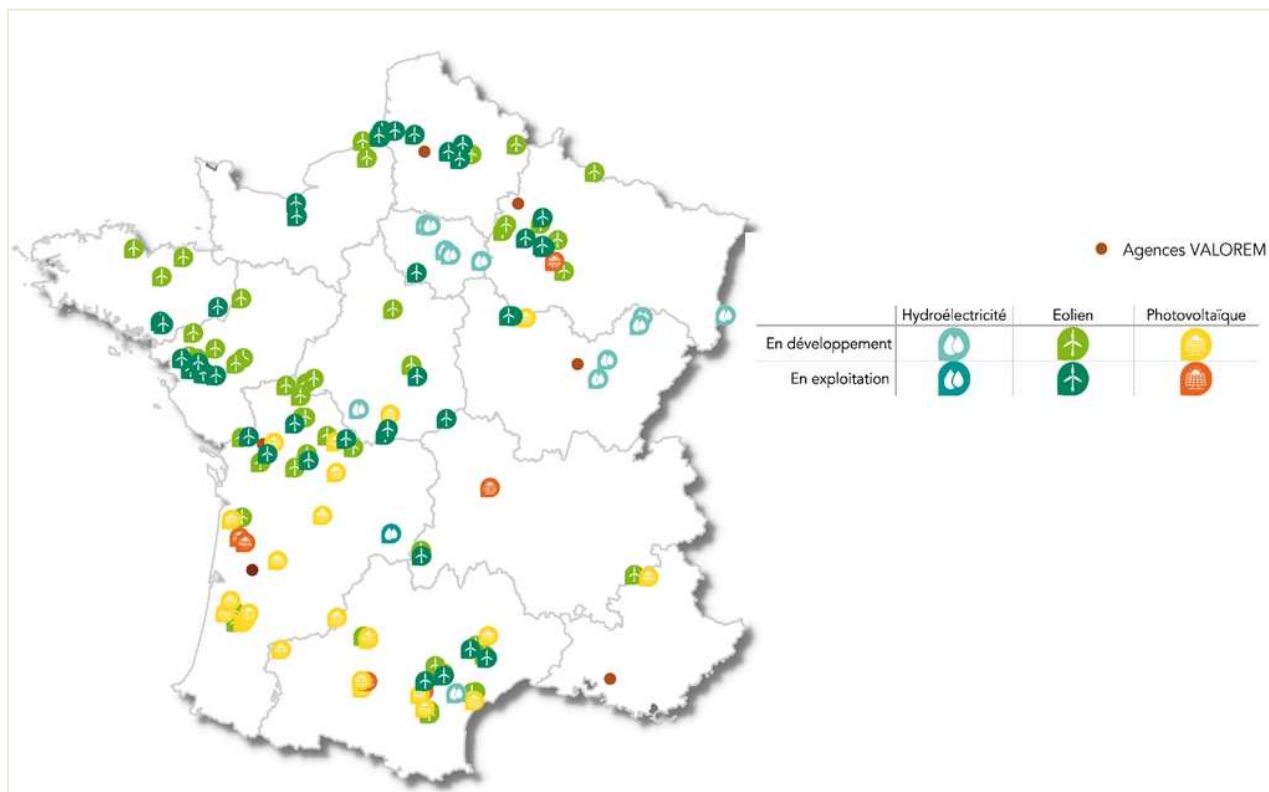 Agences VALOREM
Hydroélectricité Eolien Photovoltaïque
En développement
En exploitation